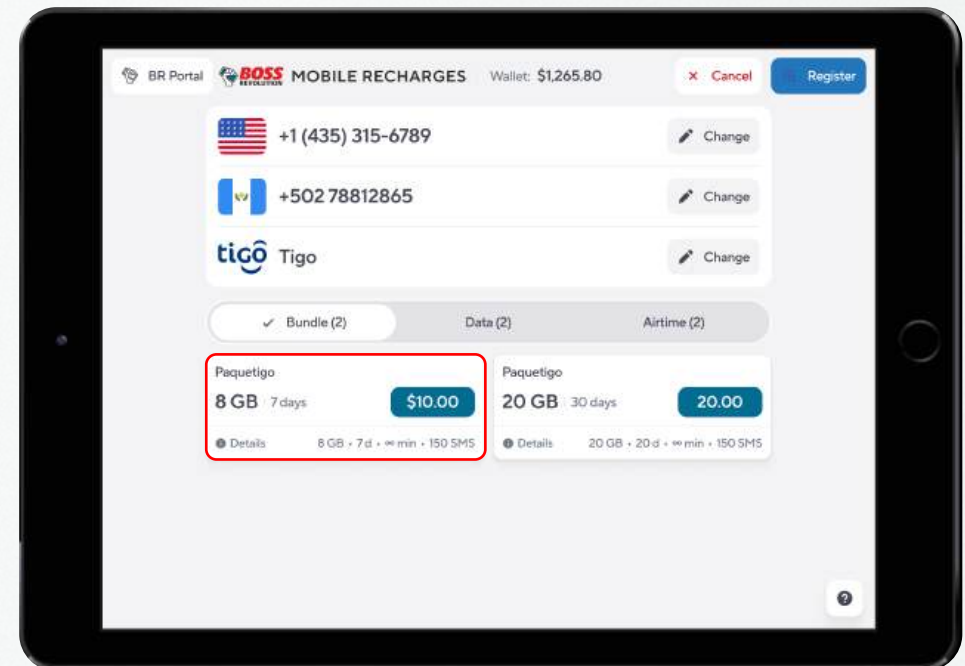 BR Portal BOSS REVOLUTION MOBILE RECHARGES Wallet: $1,265.80 × Cancel Register
+1 (435) 315-6789 Change
+502 78812865 Change
tigô Tigo Change
✓ Bundle (2) Data (2) Airtime (2)
Paquetigo
8 GB 7 days $10.00
Details 8 GB • 7 d • ∞ min • 150 SMS
Paquetigo
20 GB 30 days 20.00
Details 20 GB • 20 d • ∞ min • 150 SMS
?